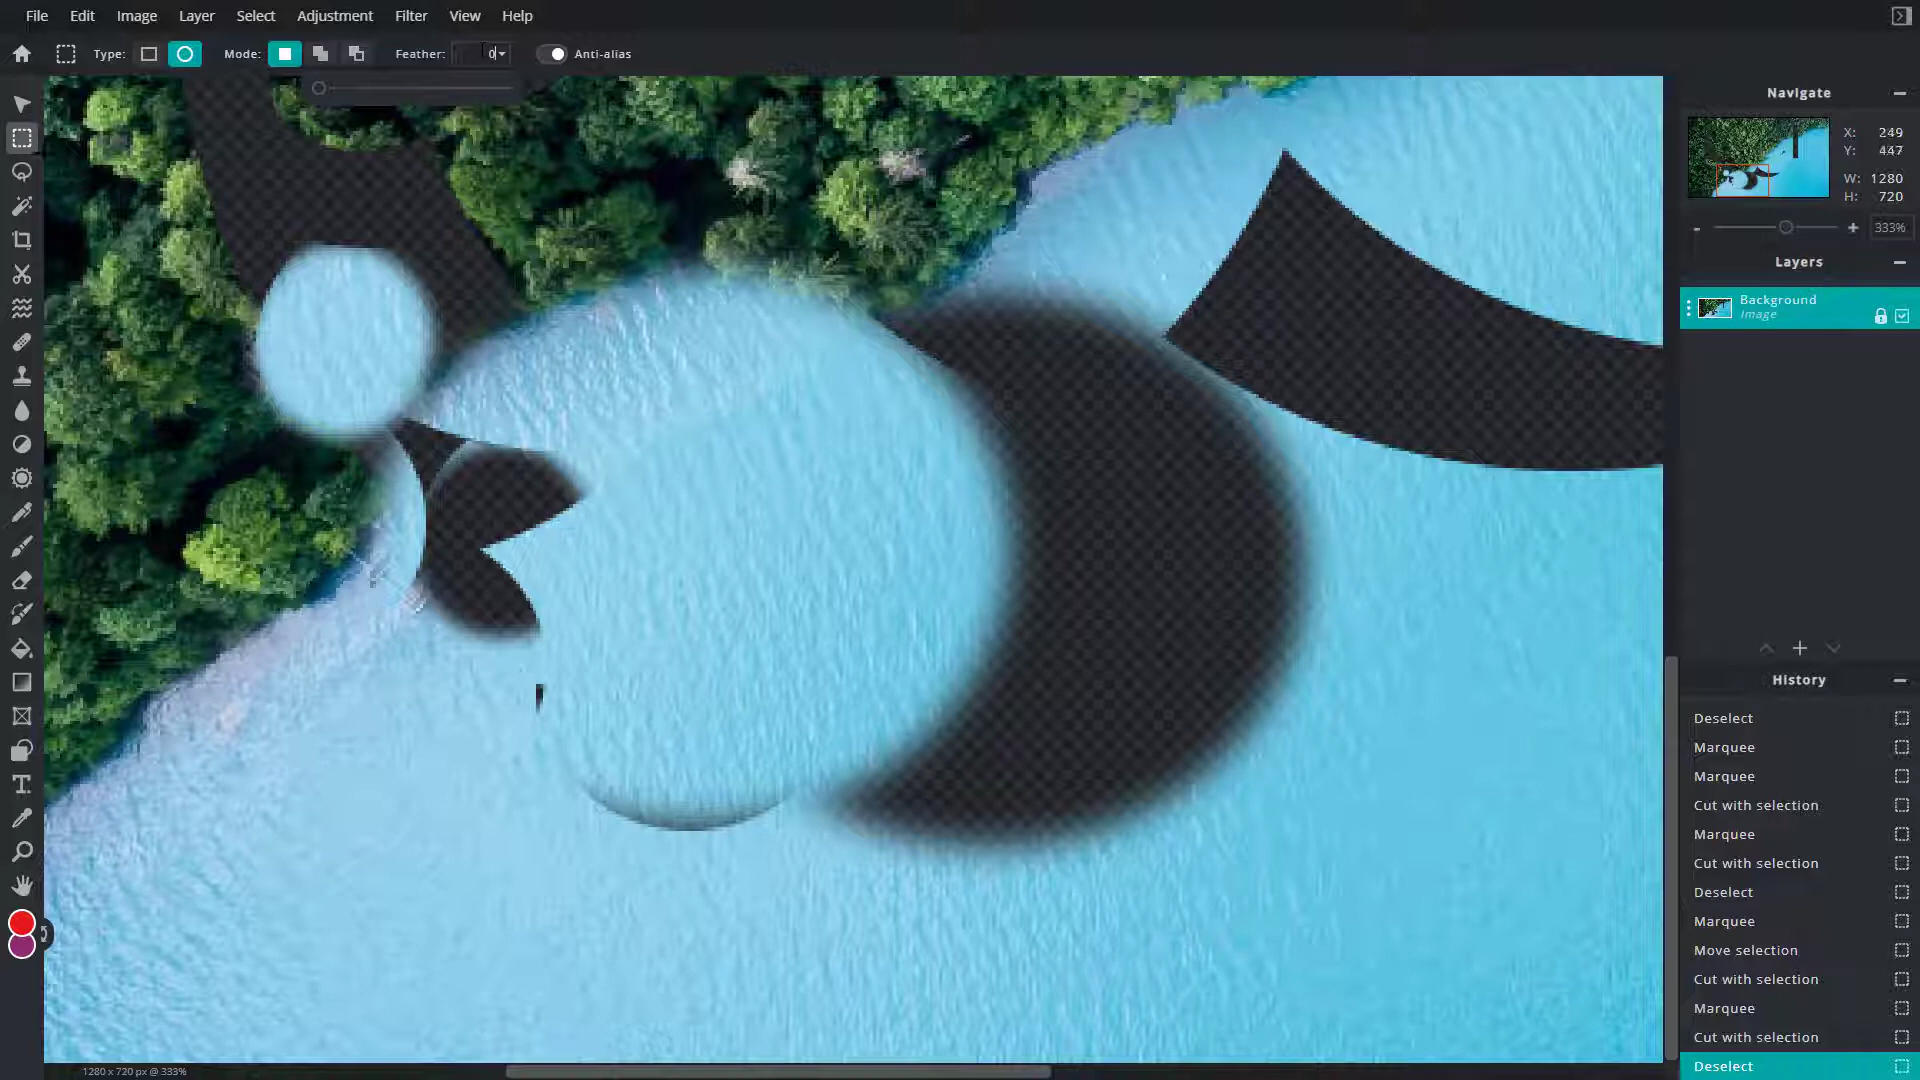 File Edit Image Layer Select Adjustment Filter View Help
Type: Mode: Feather: 0 Anti-alias
Navigate
X: 249
Y: 447
W: 1280
H: 720
- + 333%
Layers
Background
Image
History
Deselect
Marquee
Marquee
Cut with selection
Marquee
Cut with selection
Deselect
Marquee
Move selection
Cut with selection
Marquee
Cut with selection
Deselect
1280 x 720 px @ 333%